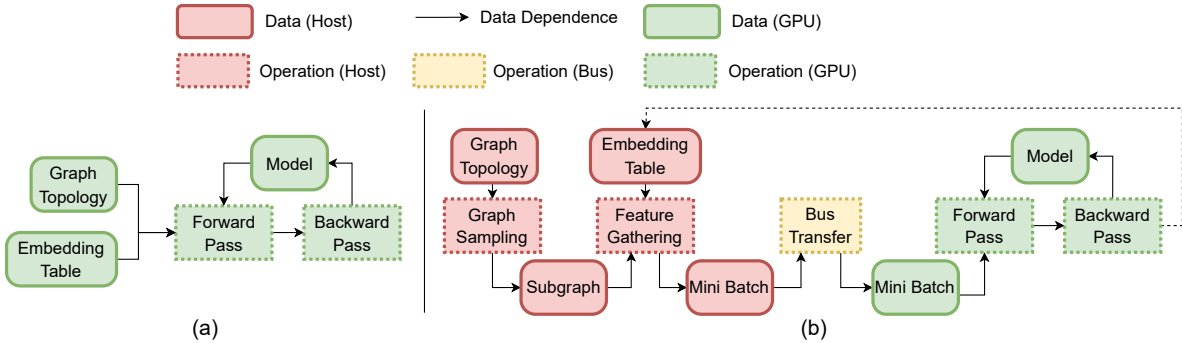 Data (Host)
Data Dependence
Data (GPU)
Operation (Host)
Operation (Bus)
Operation (GPU)
Graph
Topology
Embedding
Table
Model
Forward
Pass
Backward
Pass
(a)
Graph
Topology
Embedding
Table
Graph
Sampling
Feature
Gathering
Subgraph
Mini Batch
Bus
Transfer
Mini Batch
Model
Forward
Pass
Backward
Pass
(b)